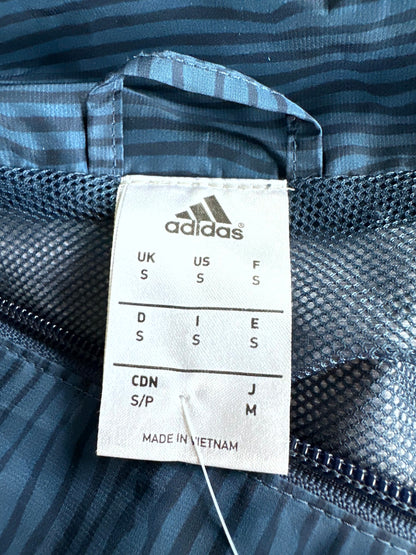 adidas
UK US F
S S S
D I E
S S S
CDN J
S/P M
MADE IN VIETNAM